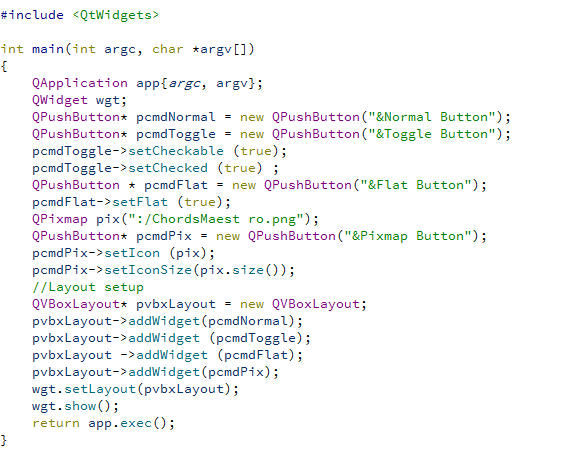 #include <QtWidgets>
int main(int argc, char *argv[])
{
    QApplication app{argc, argv};
    QWidget wgt;
    QPushButton* pcmdNormal = new QPushButton("&Normal Button");
    QPushButton* pcmdToggle = new QPushButton("&Toggle Button");
    pcmdToggle->setCheckable (true);
    pcmdToggle->setChecked (true) ;
    QPushButton * pcmdFlat = new QPushButton("&Flat Button");
    pcmdFlat->setFlat (true);
    QPixmap pix(":/ChordsMaest ro.png");
    QPushButton* pcmdPix = new QPushButton("&Pixmap Button");
    pcmdPix->setIcon (pix);
    pcmdPix->setIconSize(pix.size());
    //Layout setup
    QVBoxLayout* pvbxLayout = new QVBoxLayout;
    pvbxLayout->addWidget(pcmdNormal);
    pvbxLayout->addWidget (pcmdToggle);
    pvbxLayout ->addWidget (pcmdFlat);
    pvbxLayout->addWidget(pcmdPix);
    wgt.setLayout(pvbxLayout);
    wgt.show();
    return app.exec();
}